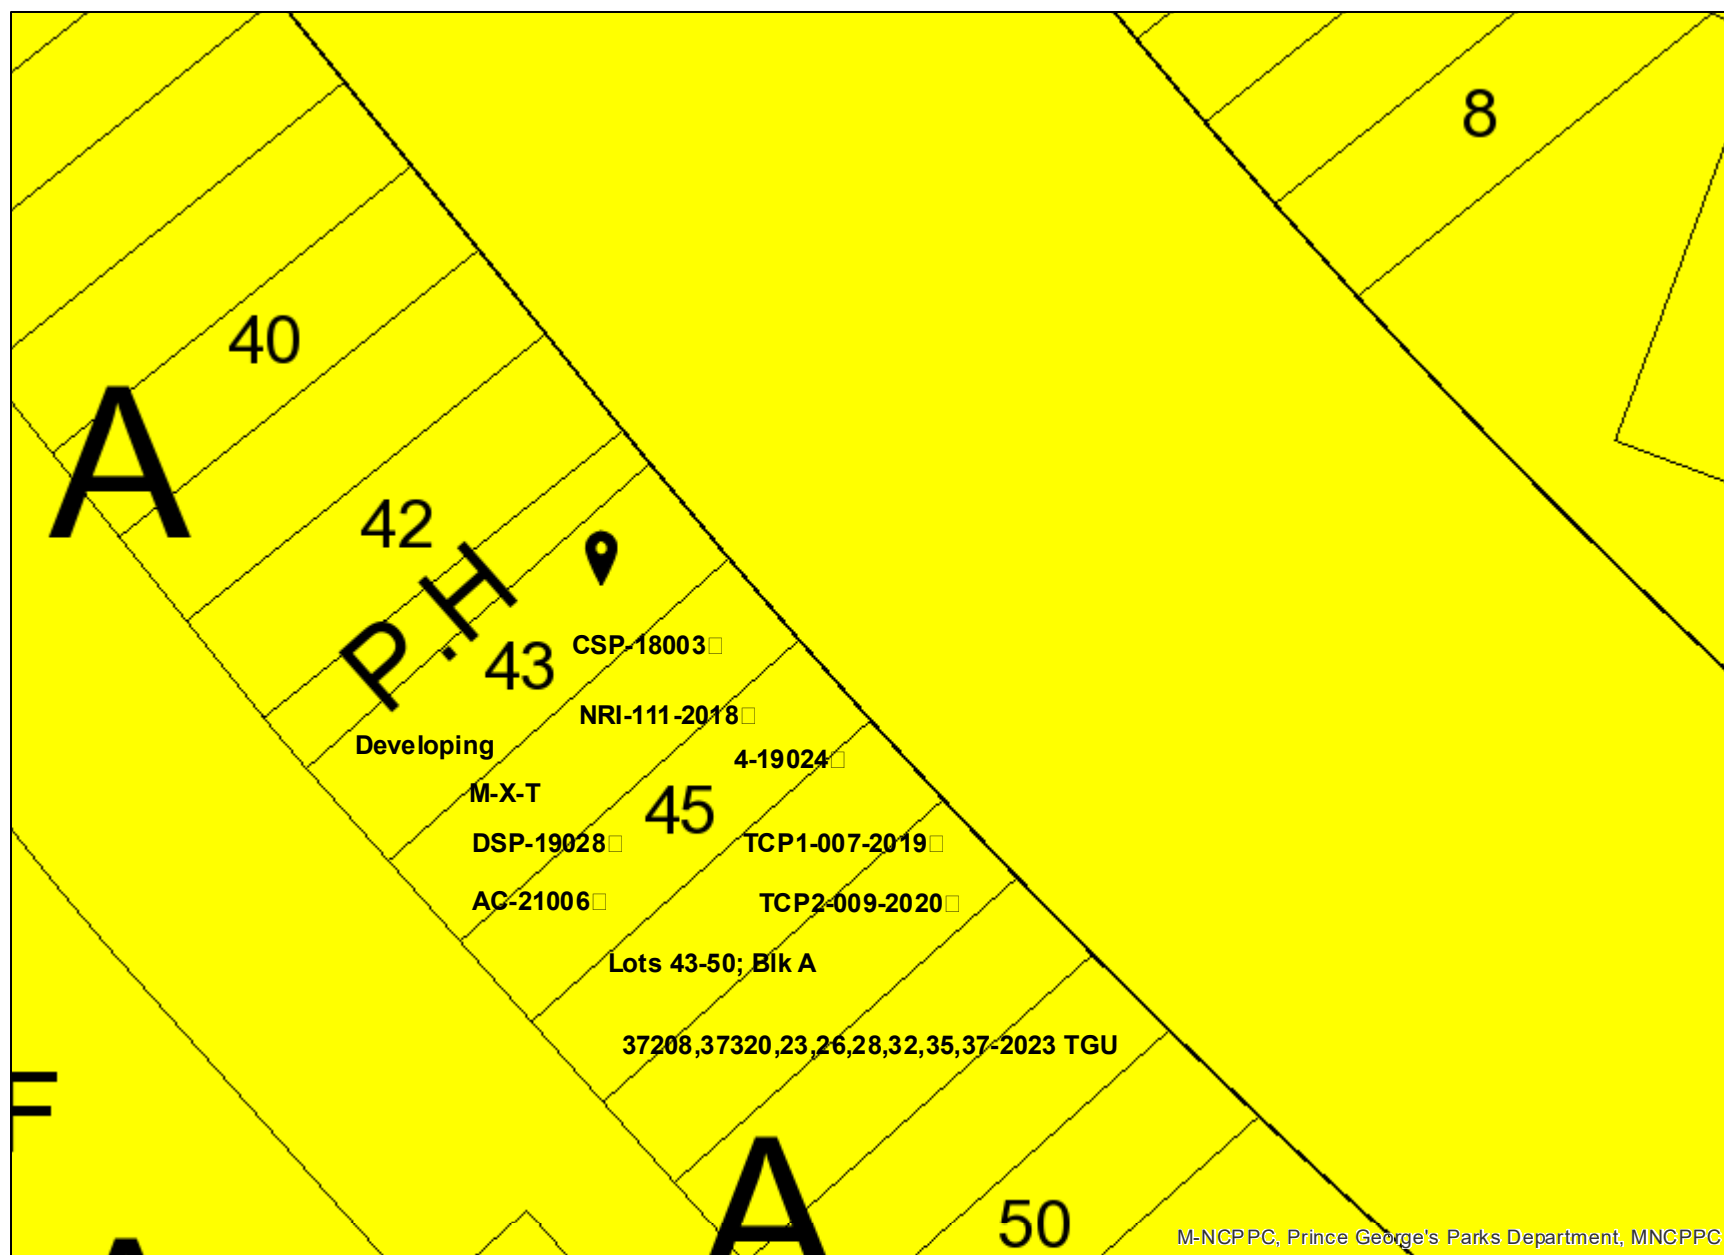 8
40
A
42
P.H
43
CSP-18003
NRI-111-2018
Developing
4-19024
M-X-T
45
DSP-19028
TCP1-007-2019
AC-21006
TCP2-009-2020
Lots 43-50; Blk A
37208,37320,23,26,28,32,35,37-2023 TGU
F
A
50
M-NCPPC, Prince George's Parks Department, MNCPPC